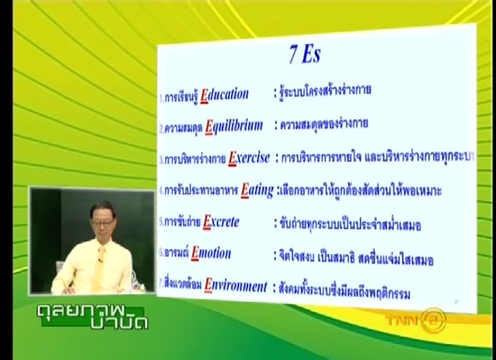 7 Es
1.การเรียนรู้ Education : รู้ระบบโครงสร้างร่างกาย
2.ความสมดุล Equilibrium : ความสมดุลของร่างกาย
3.การบริหารร่างกาย Exercise : การบริหารการหายใจ และบริหารร่างกายทุกระบบ
4.การรับประทานอาหาร Eating :เลือกอาหารให้ถูกต้องสัดส่วนให้พอเหมาะ
5.การขับถ่าย Excrete : ขับถ่ายทุกระบบเป็นประจำสม่ำเสมอ
6.อารมณ์ Emotion : จิตใจสงบ เป็นสมาธิ สดชื่นแจ่มใสเสมอ
7.สิ่งแวดล้อม Environment : สังคมทั้งระบบซึ่งมีผลถึงพฤติกรรม
ดุลยภาพ
บำบัด
TNN 2